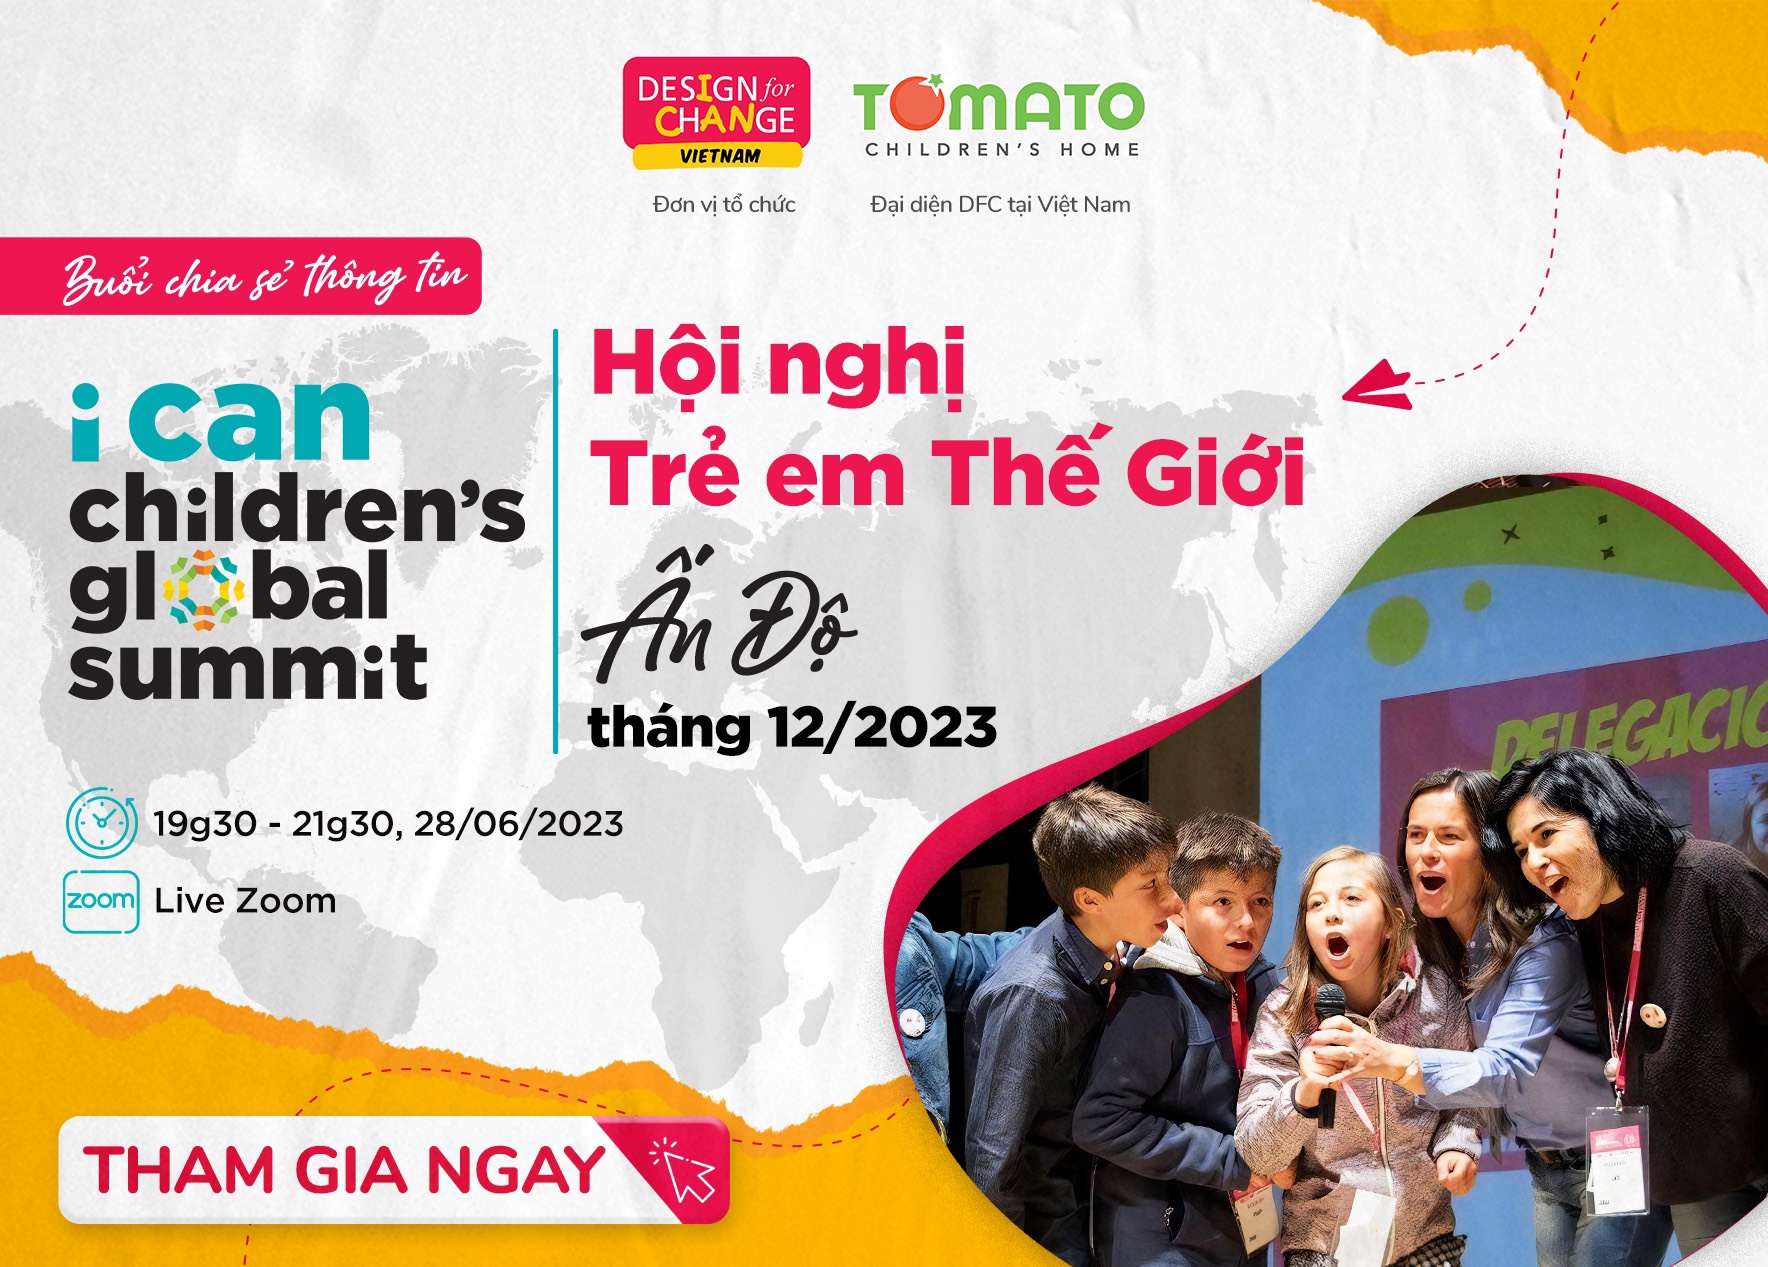 DESIGN for
CHANGE
VIETNAM
Đơn vị tổ chức
TOMATO
CHILDREN'S HOME
Đại diện DFC tại Việt Nam
Buổi chia sẻ thông tin
i can
children's
global
summit
Hội nghị
Trẻ em Thế Giới
Ấn Độ
tháng 12/2023
19g30 - 21g30, 28/06/2023
zoom Live Zoom
DELEGACIO
THAM GIA NGAY